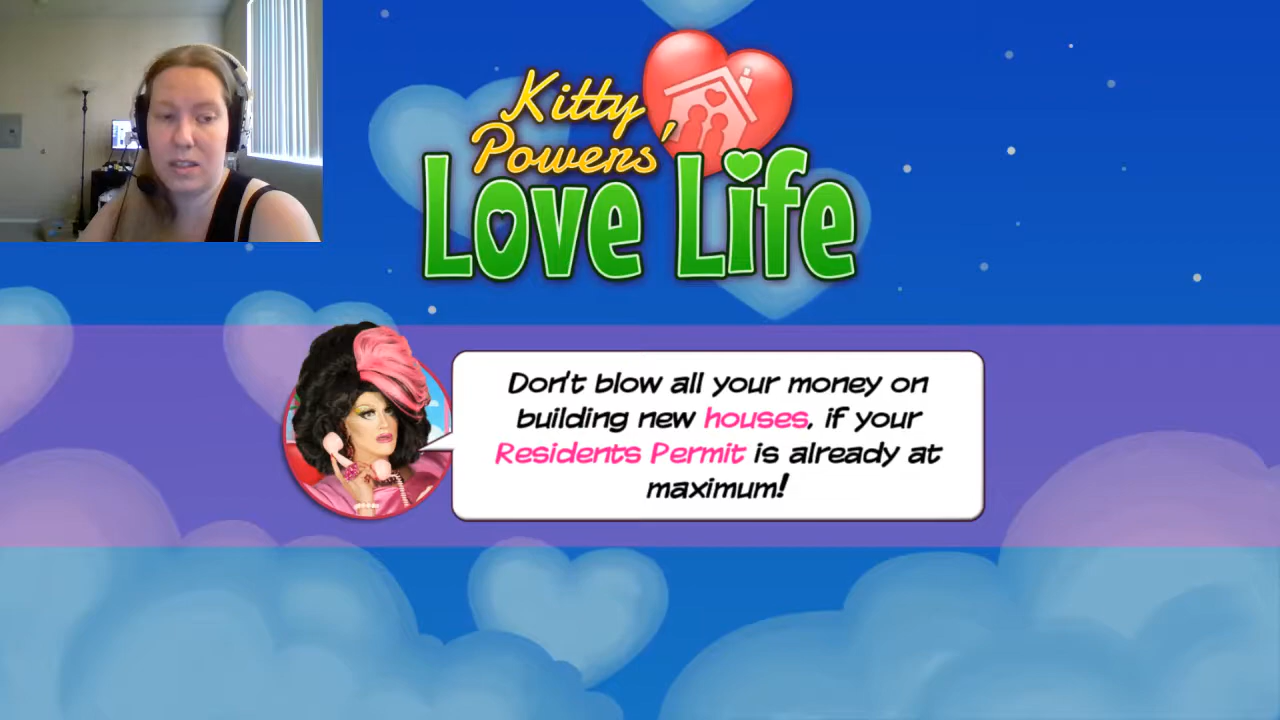 Kitty
Powers'
Love Life
Don't blow all your money on
building new houses, if your
Residents Permit is already at
maximum!